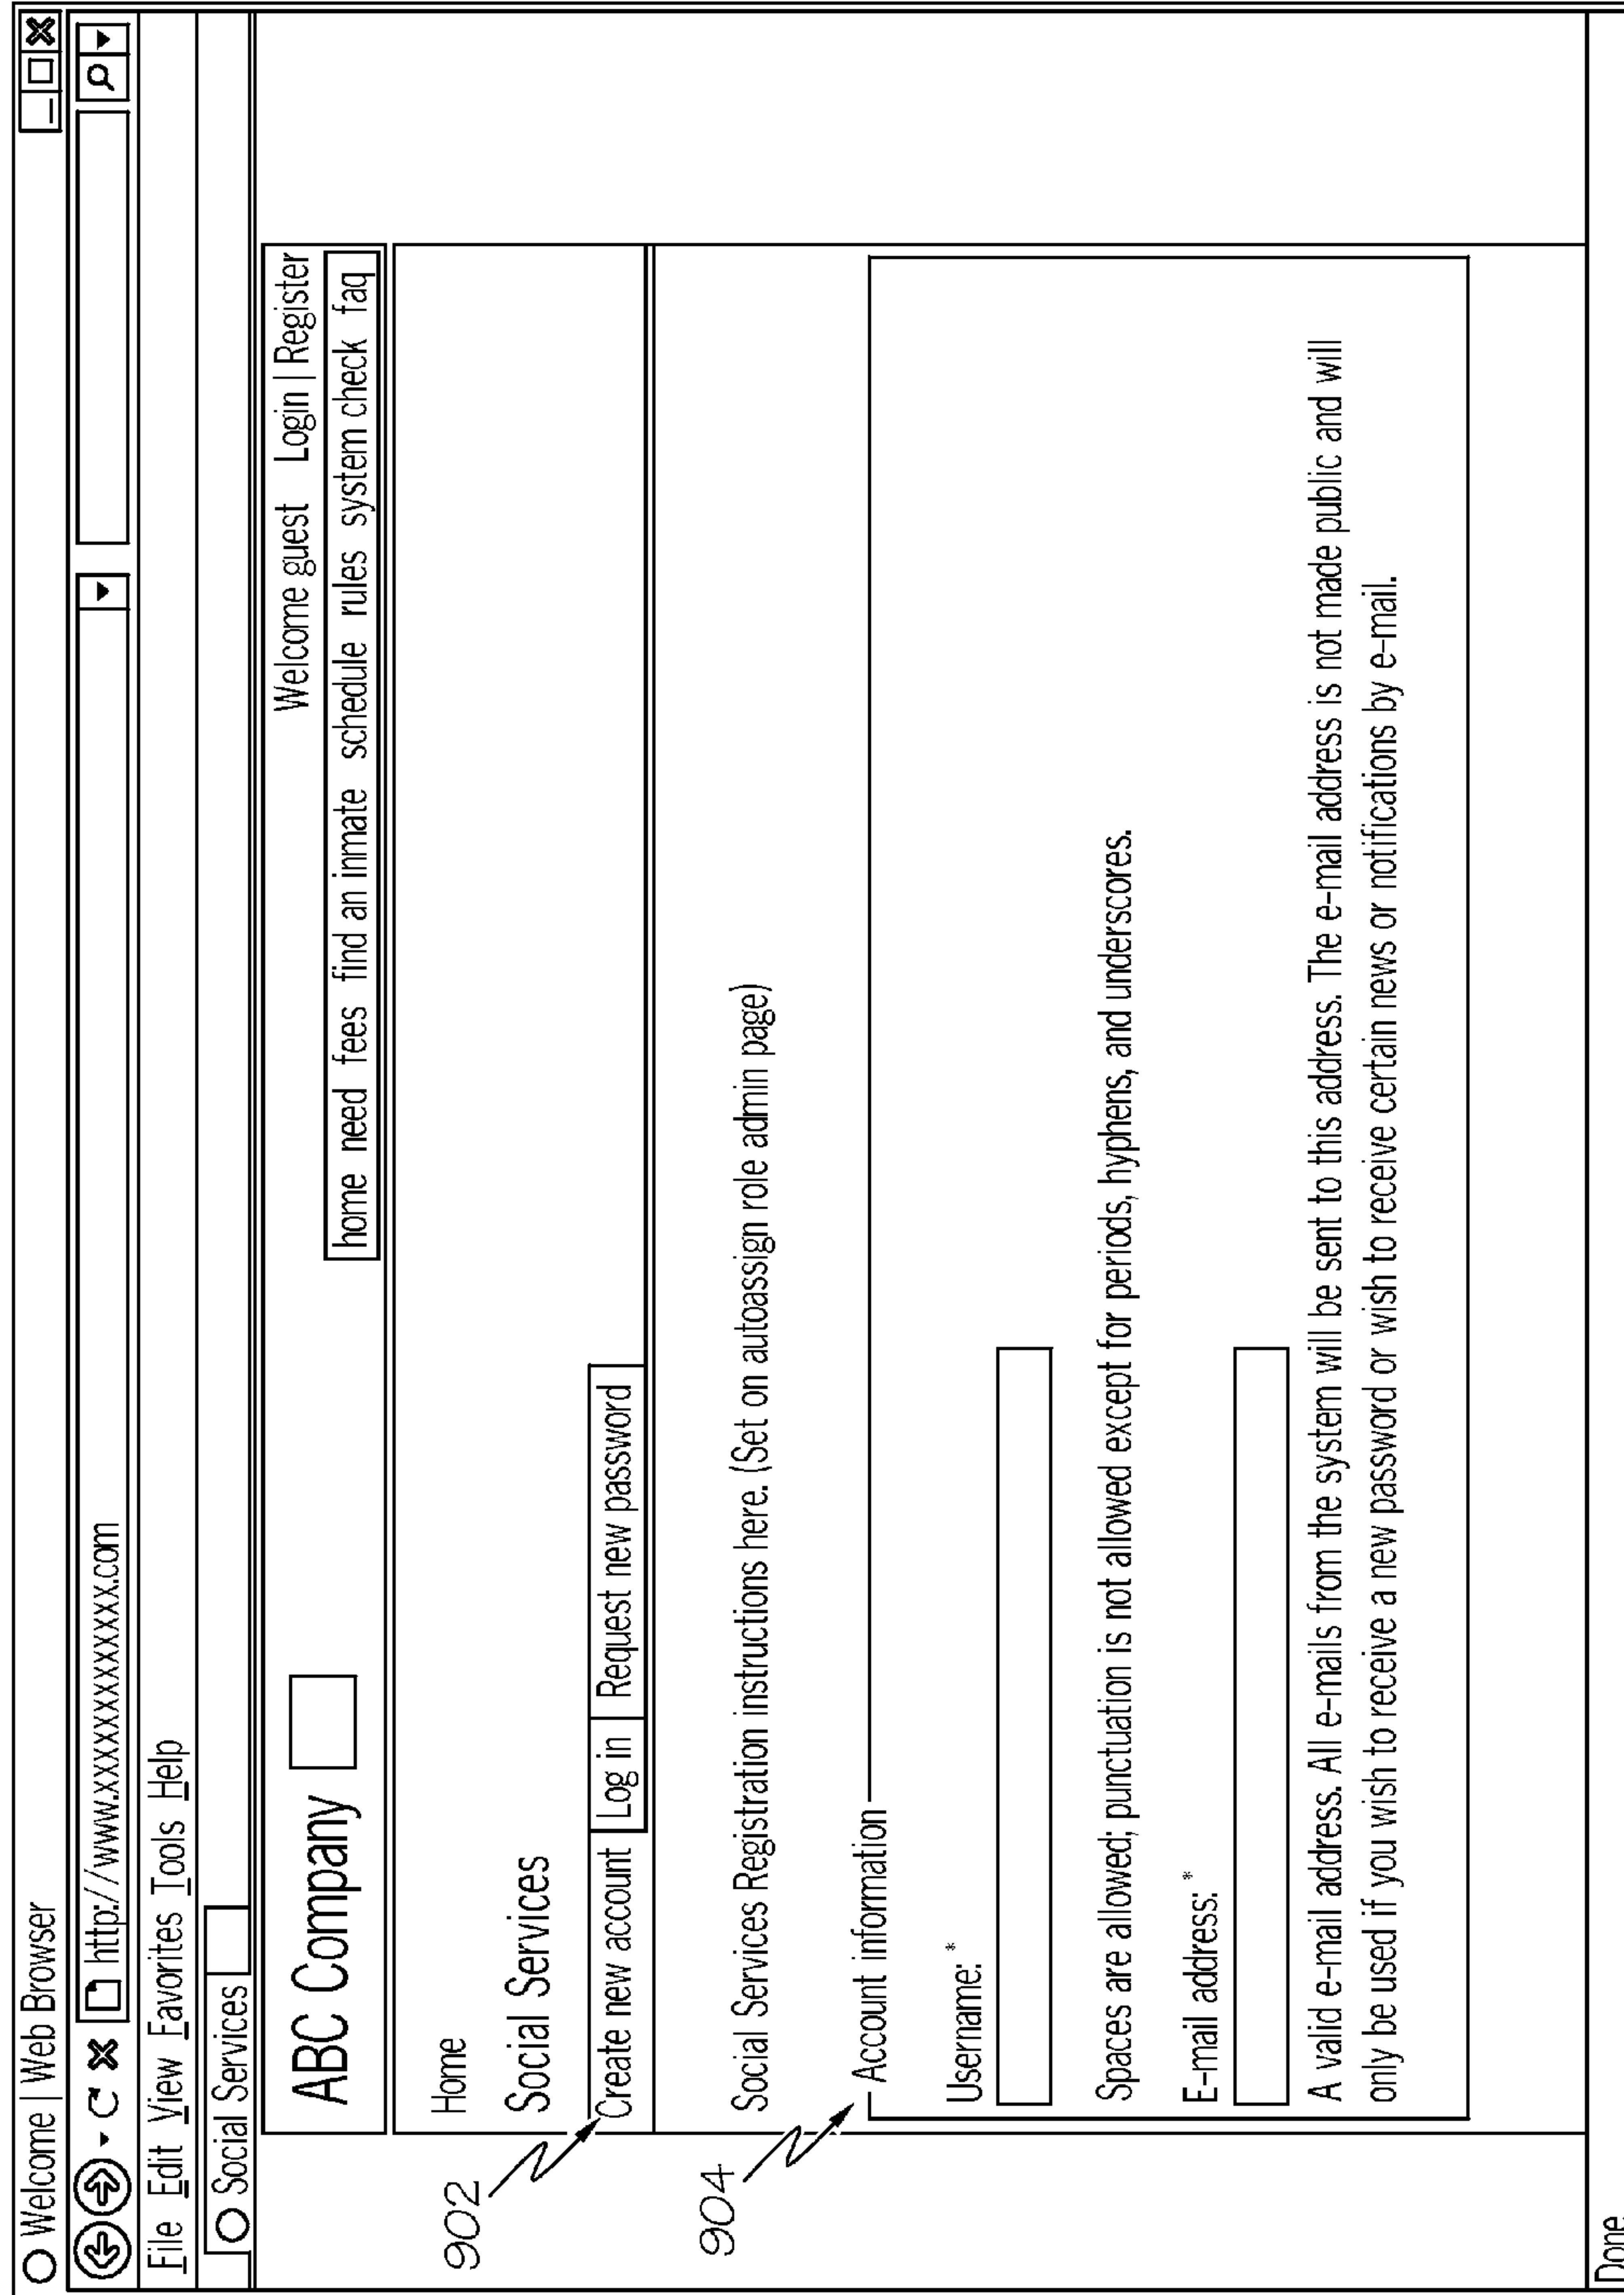 Welcome | Web Browser
http://www.xxxxxxxxxxxxx.com
File Edit View Favorites Tools Help
Social Services
Welcome guest Login | Register
ABC Company
home need fees find an inmate schedule rules system check faq
Home
902
Social Services
Create new account Log in Request new password
904
Social Services Registration instructions here. (Set on autoassign role admin page)
Account information
Username: *
Spaces are allowed; punctuation is not allowed except for periods, hyphens, and underscores.
E-mail address: *
A valid e-mail address. All e-mails from the system will be sent to this address. The e-mail address is not made public and will
only be used if you wish to receive a new password or wish to receive certain news or notifications by e-mail.
Done